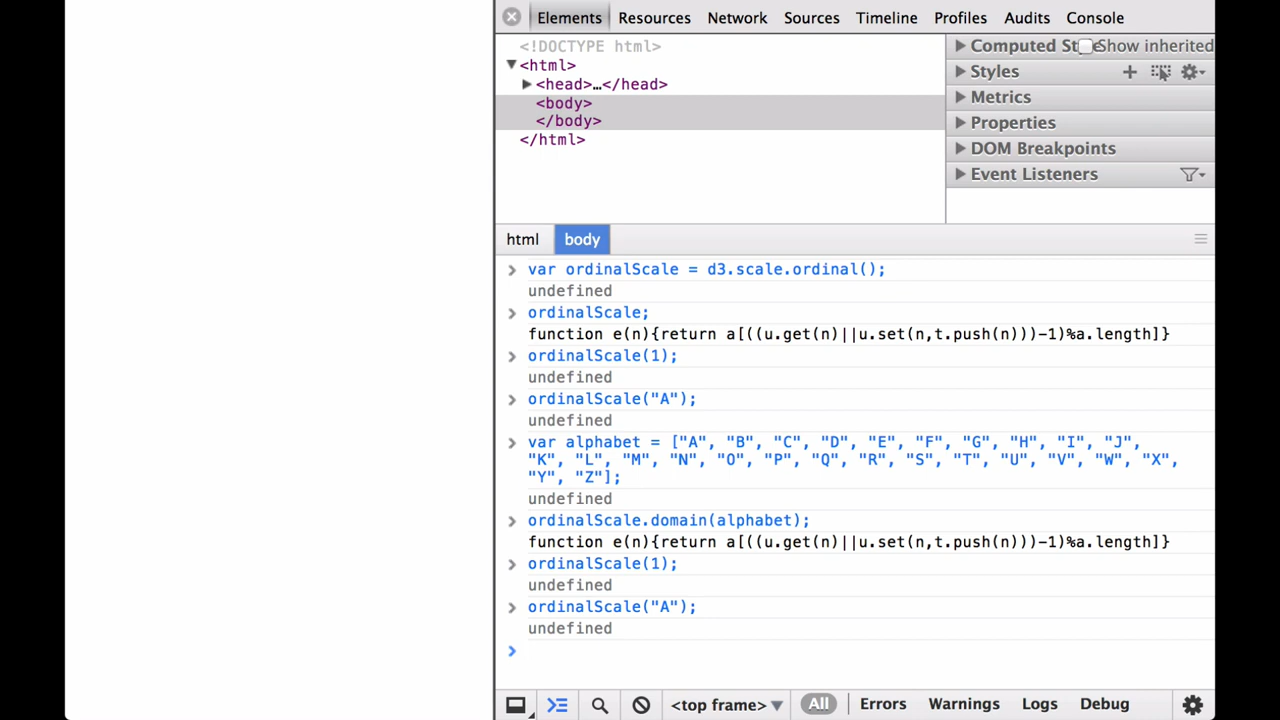 Elements Resources Network Sources Timeline Profiles Audits Console
<!DOCTYPE html>
<html>
<head>…</head>
<body>
</body>
</html>
Show inherited
Styles
Metrics
Properties
DOM Breakpoints
Event Listeners
html body
var ordinalScale = d3.scale.ordinal();
undefined
ordinalScale;
function e(n){return a[((u.get(n)||u.set(n,t.push(n)))-1)%a.length]}
ordinalScale(1);
undefined
ordinalScale("A");
undefined
var alphabet = ["A", "B", "C", "D", "E", "F", "G", "H", "I", "J",
"K", "L", "M", "N", "O", "P", "Q", "R", "S", "T", "U", "V", "W", "X",
"Y", "Z"];
undefined
ordinalScale.domain(alphabet);
function e(n){return a[((u.get(n)||u.set(n,t.push(n)))-1)%a.length]}
ordinalScale(1);
undefined
ordinalScale("A");
undefined
<top frame> All Errors Warnings Logs Debug